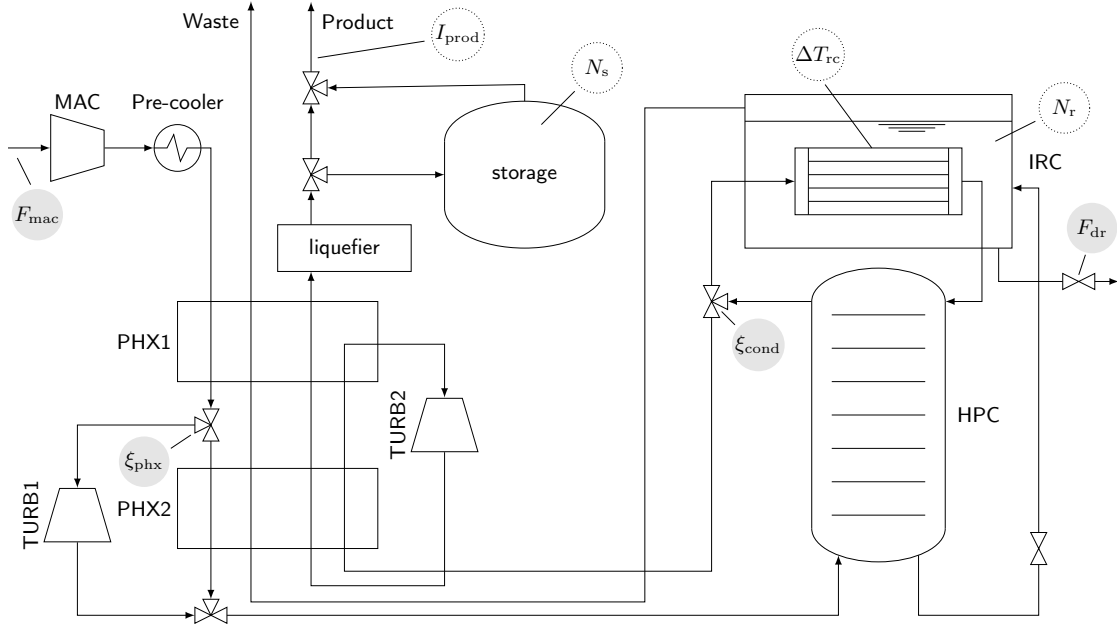 Waste
Product
I_prod
MAC
Pre-cooler
N_s
ΔT_rc
N_r
IRC
storage
F_mac
F_dr
liquefier
PHX1
ξ_cond
TURB2
HPC
ξ_phx
TURB1
PHX2